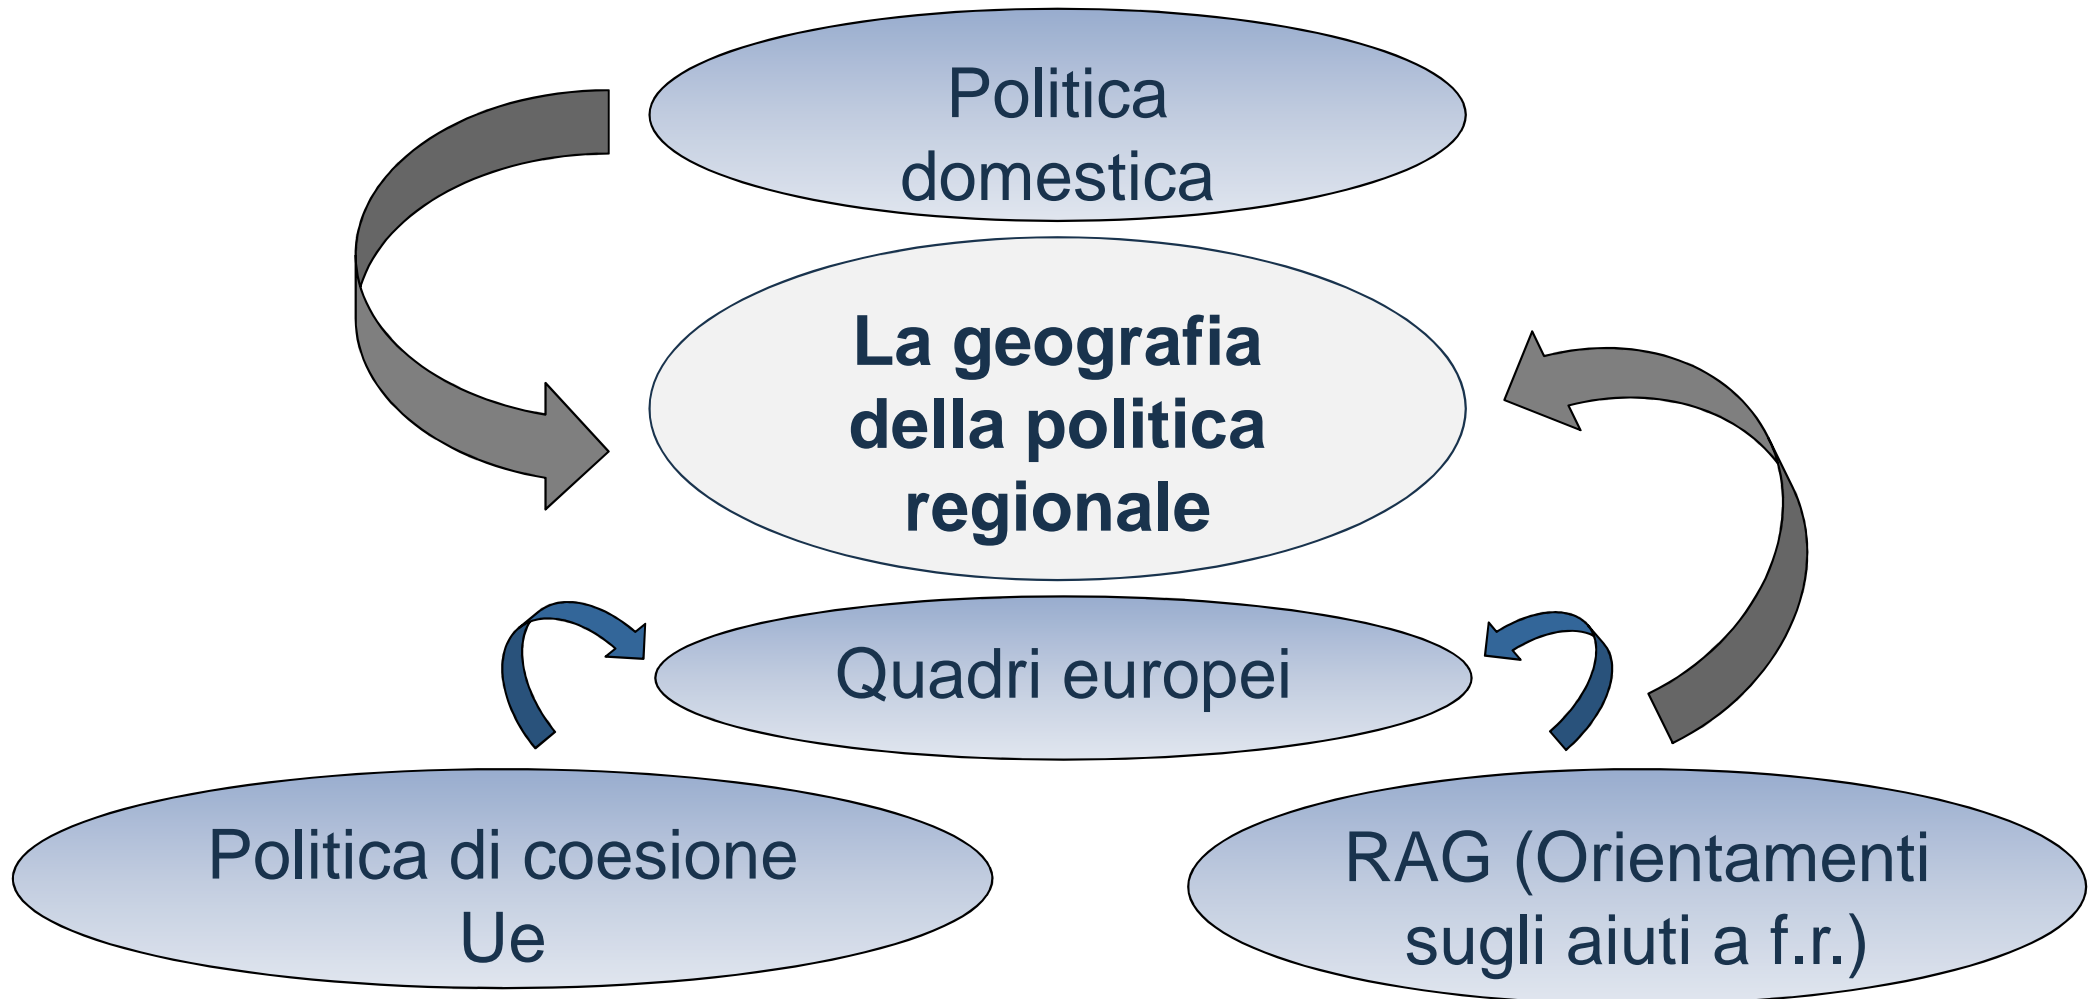 Politica
domestica
La geografia
della politica
regionale
Quadri europei
Politica di coesione
Ue
RAG (Orientamenti
sugli aiuti a f.r.)